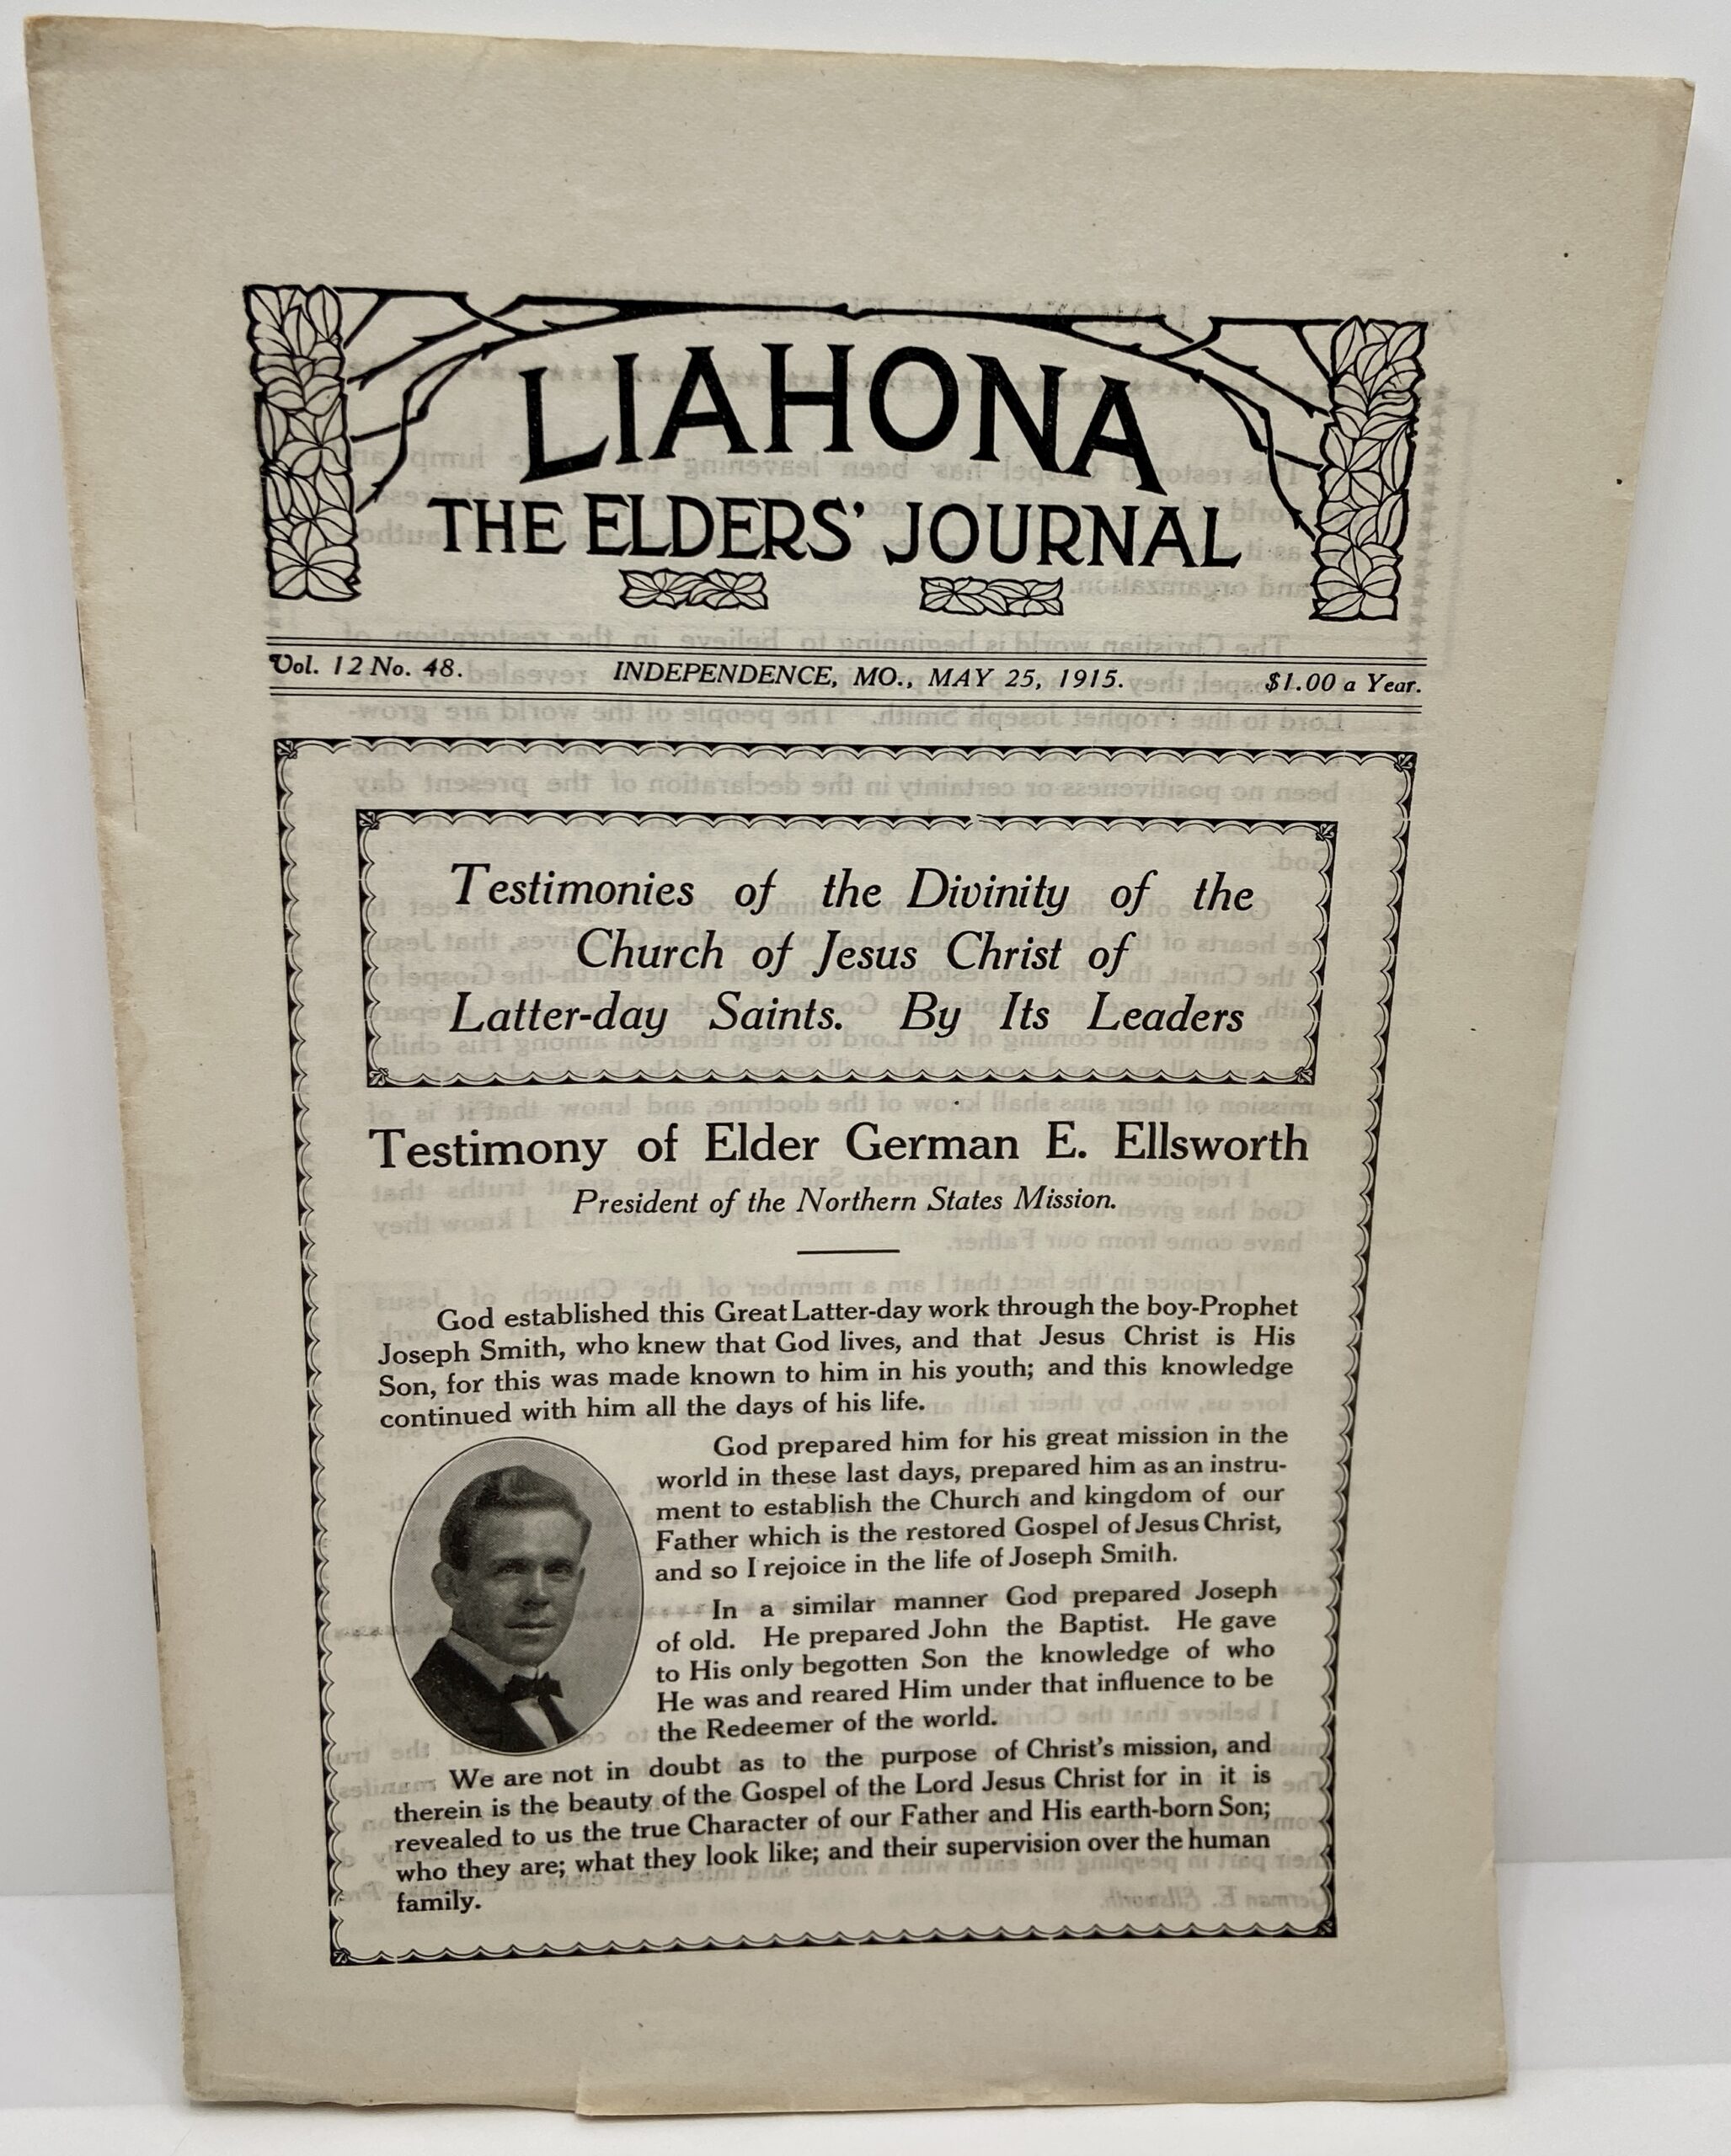 LIAHONA
THE ELDERS' JOURNAL
Vol. 12 No. 48. INDEPENDENCE, MO., MAY 25, 1915. $1.00 a Year.
Testimonies of the Divinity of the
Church of Jesus Christ of
Latter-day Saints. By Its Leaders
Testimony of Elder German E. Ellsworth
President of the Northern States Mission.
God established this Great Latter-day work through the boy-Prophet
Joseph Smith, who knew that God lives, and that Jesus Christ is His
Son, for this was made known to him in his youth; and this knowledge
continued with him all the days of his life.
God prepared him for his great mission in the
world in these last days, prepared him as an instru-
ment to establish the Church and kingdom of our
Father which is the restored Gospel of Jesus Christ,
and so I rejoice in the life of Joseph Smith.
In a similar manner God prepared Joseph
of old. He prepared John the Baptist. He gave
to His only begotten Son the knowledge of who
He was and reared Him under that influence to be
the Redeemer of the world.
We are not in doubt as to the purpose of Christ's mission, and
therein is the beauty of the Gospel of the Lord Jesus Christ for in it is
revealed to us the true Character of our Father and His earth-born Son;
who they are; what they look like; and their supervision over the human
family.